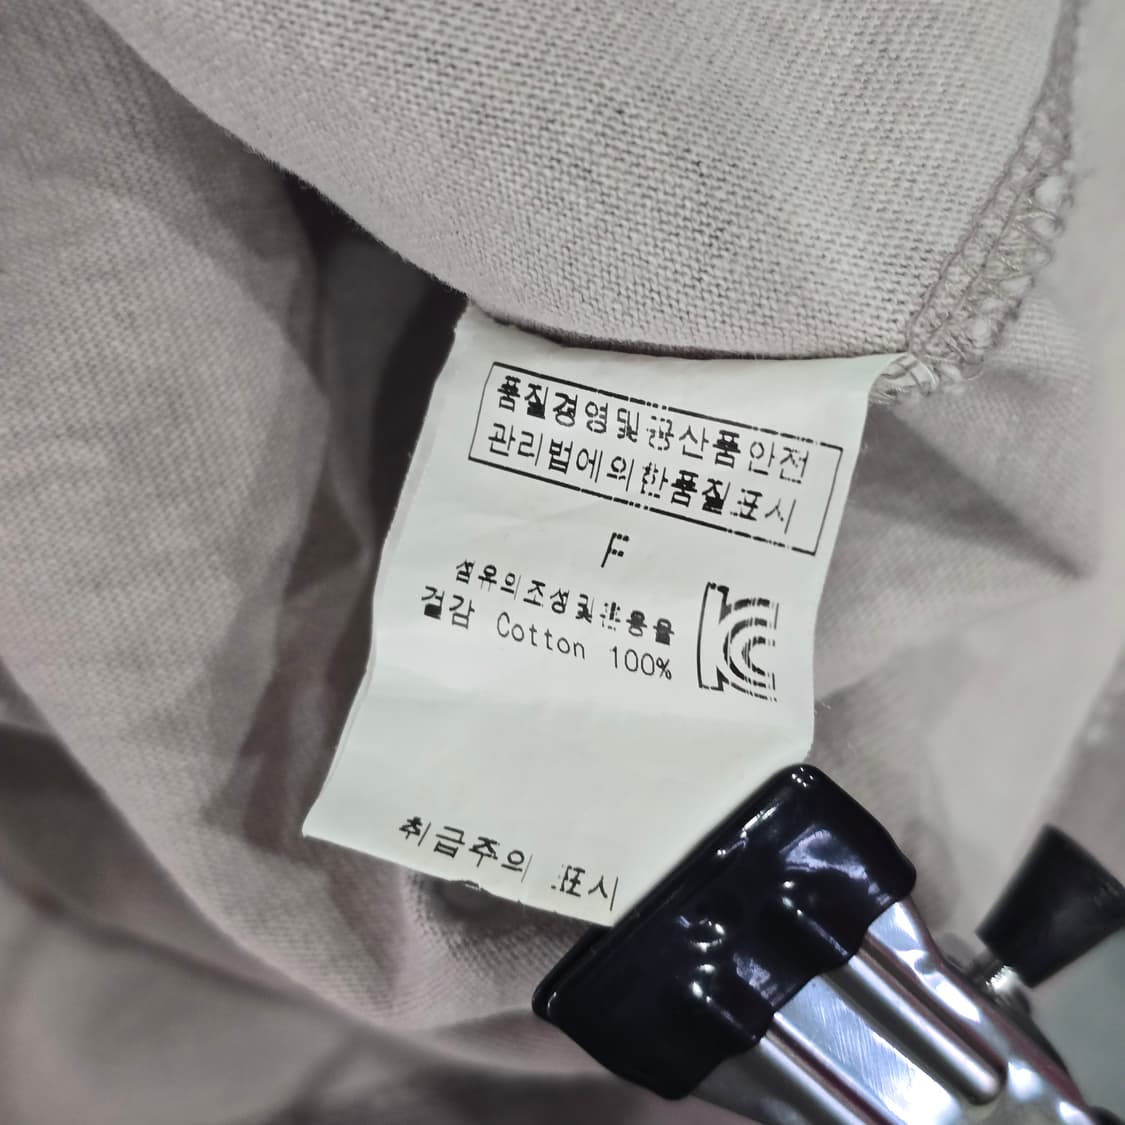 품질경영및공산품안전
관리법에의한품질표시
F
섬유의조성및혼용율
겉감 Cotton 100%
KC
취급주의 표시